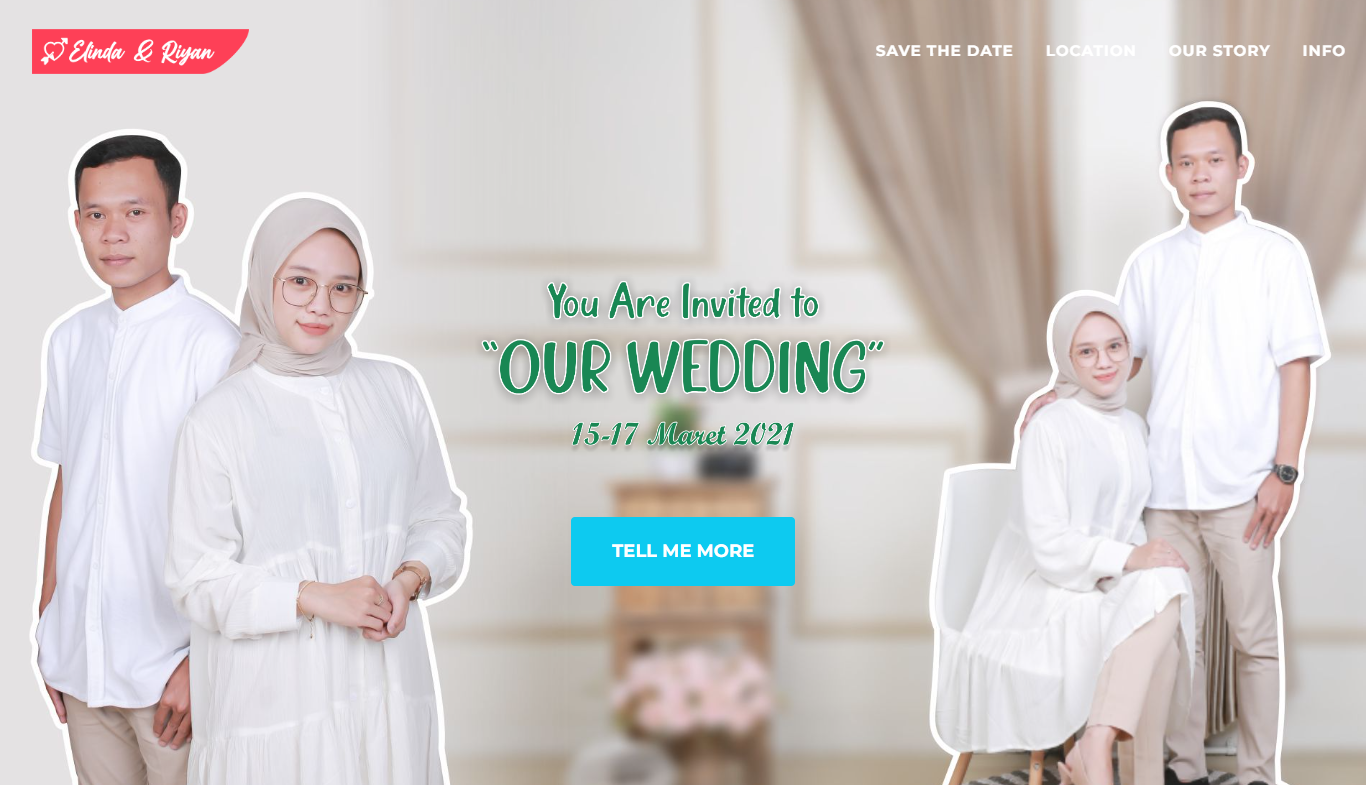 Elinda & Riyan
SAVE THE DATE LOCATION OUR STORY INFO
You Are Invited to
“OUR WEDDING”
15-17 Maret 2021
TELL ME MORE